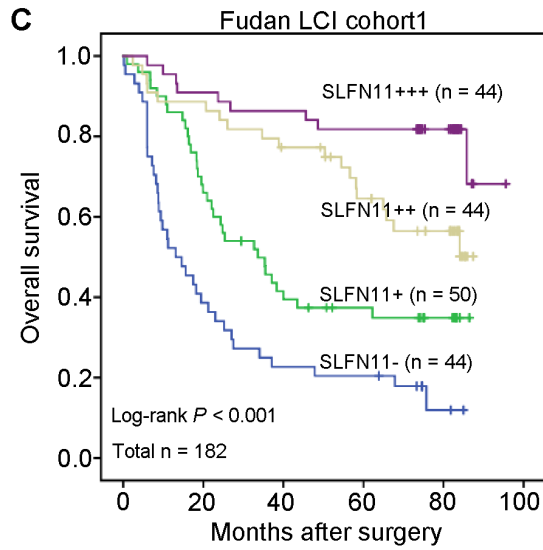 C
Fudan LCI cohort1
Overall survival
1.0
0.8
0.6
0.4
0.2
0.0
SLFN11+++ (n = 44)
SLFN11++ (n = 44)
SLFN11+ (n = 50)
SLFN11- (n = 44)
Log-rank P < 0.001
Total n = 182
0 20 40 60 80 100
Months after surgery